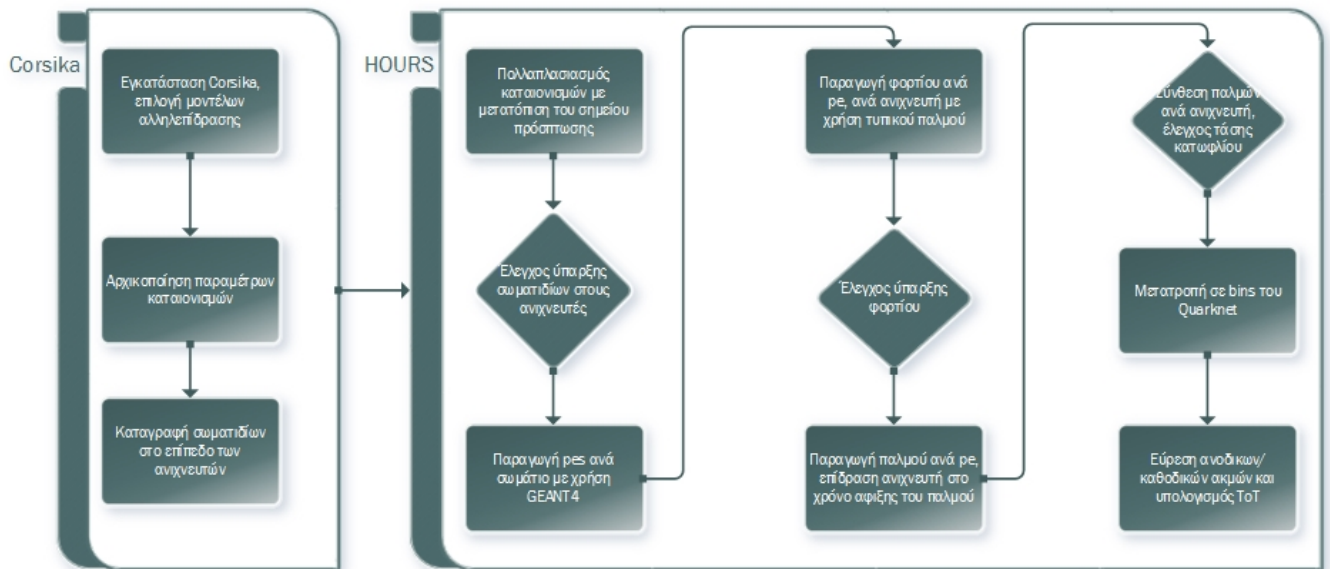 Corsika
Εγκατάσταση Corsika,
επιλογή μοντέλων
αλληλεπίδρασης
Αρχικοποίηση παραμέτρων
καταιονισμών
Καταγραφή σωματιδίων
στο επίπεδο των
ανιχνευτών
HOURS
Πολλαπλασιασμός
καταιονισμών με
μετατόπιση του σημείου
πρόσπτωσης
Έλεγχος ύπαρξης
σωματιδίων στους
ανιχνευτές
Παραγωγή pes ανά
σωμάτιο με χρήση
GEANT4
Παραγωγή φορτίου ανά
pe, ανά ανιχνευτή με
χρήση τυπικού παλμού
Έλεγχος ύπαρξης
φορτίου
Παραγωγή παλμού ανά pe,
επίδραση ανιχνευτή στο
χρόνο αφιξης του παλμού
Σύνθεση παλμών
ανά ανιχνευτή,
έλεγχος τάσης
κατωφλίου
Μετατροπή σε bins του
Quarknet
Εύρεση ανοδικων/
καθοδικών ακμών και
υπολογισμός ToT